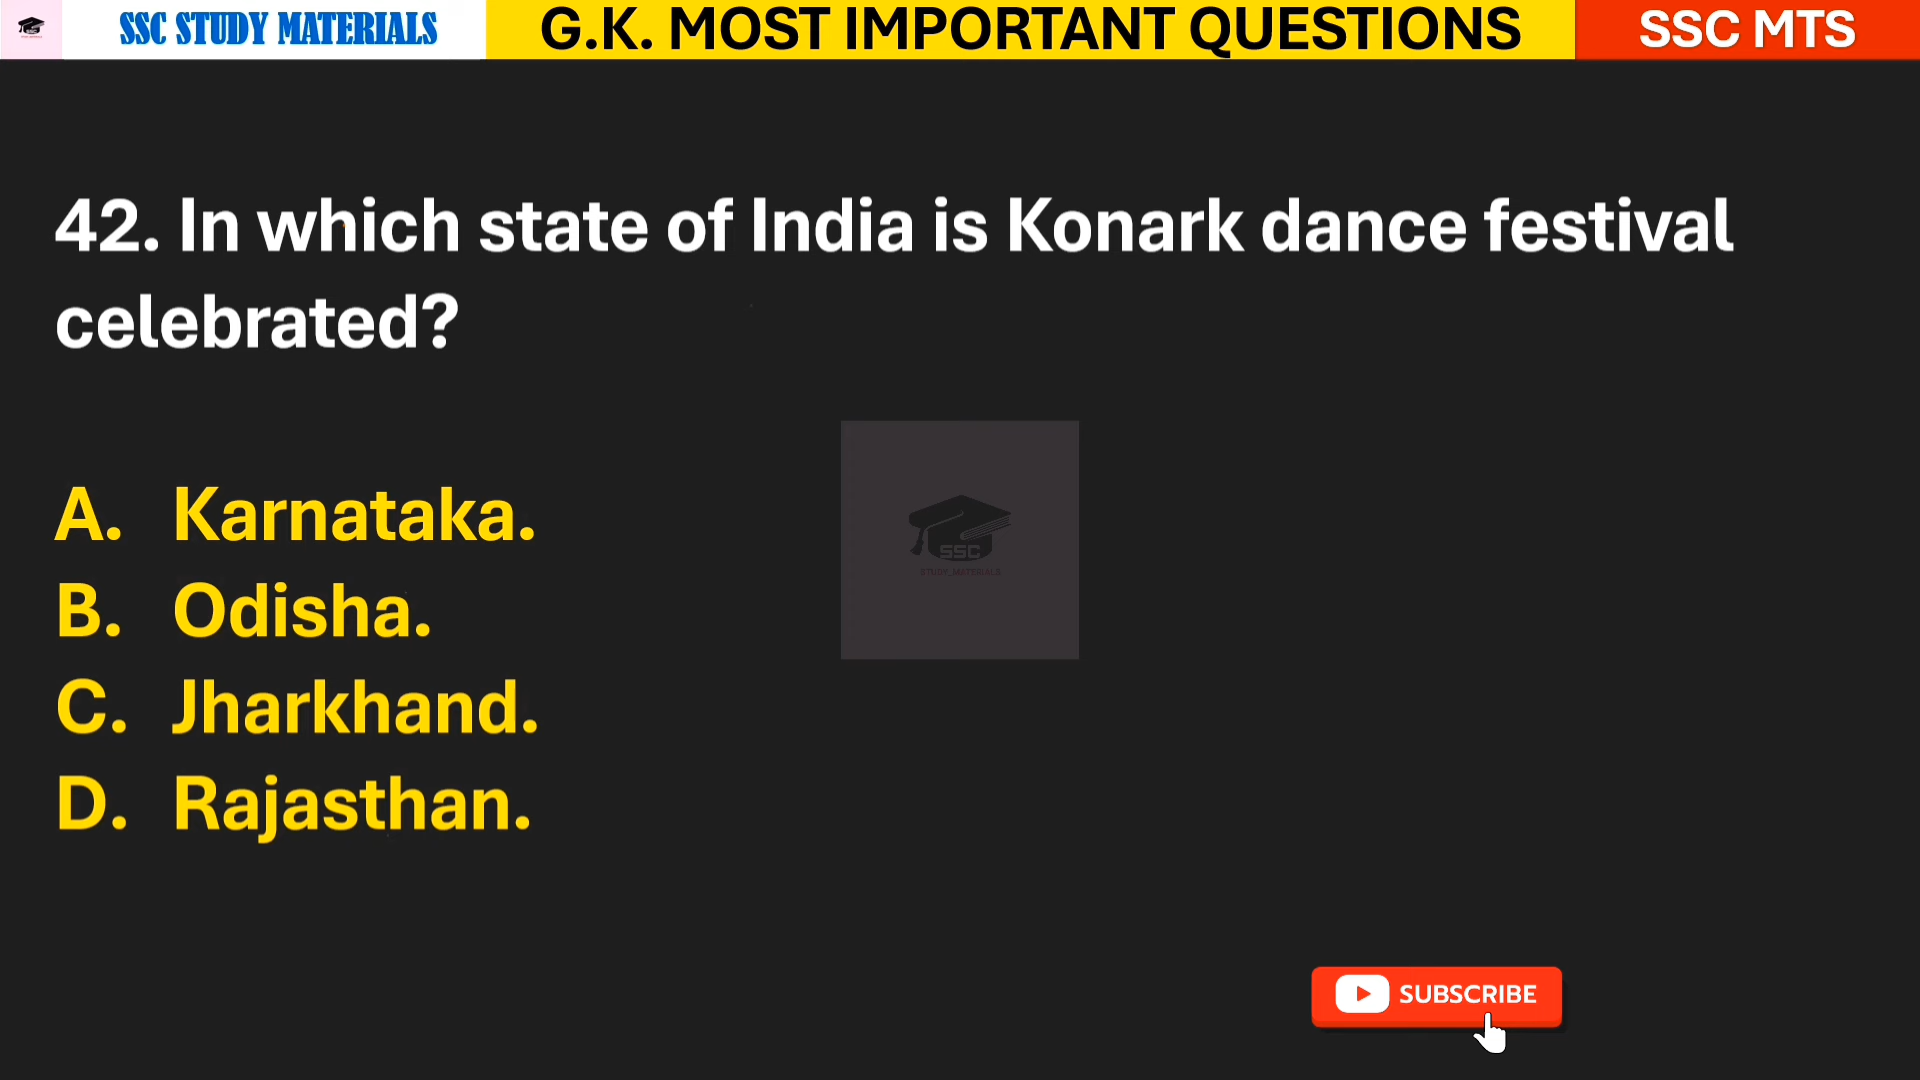 SSC STUDY MATERIALS
G.K. MOST IMPORTANT QUESTIONS
SSC MTS
42. In which state of India is Konark dance festival
celebrated?
A. Karnataka.
B. Odisha.
C. Jharkhand.
D. Rajasthan.
SSC
STUDY_MATERIALS
SUBSCRIBE